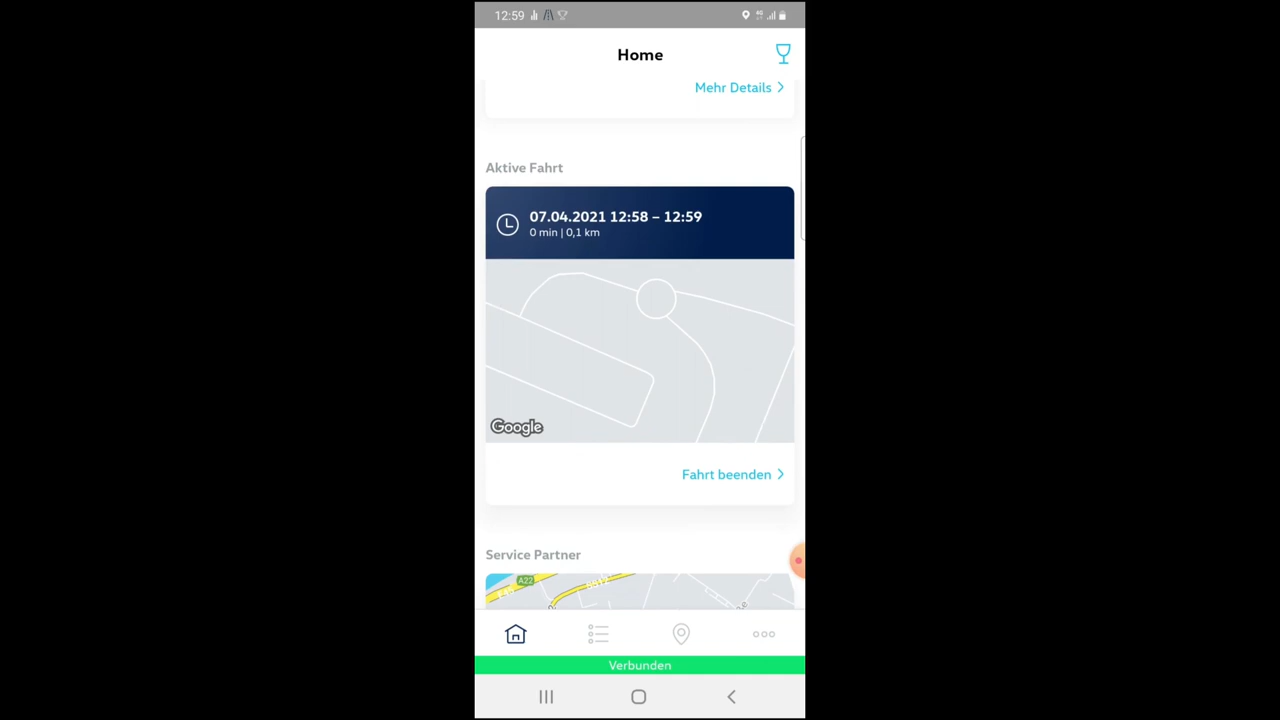 12:59
Home
Mehr Details
Aktive Fahrt
07.04.2021 12:58 – 12:59
0 min | 0,1 km
Google
Fahrt beenden
Service Partner
A22
Verbunden